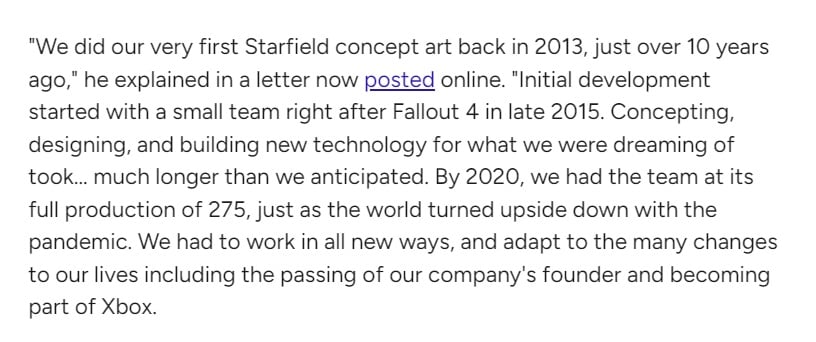 "We did our very first Starfield concept art back in 2013, just over 10 years
ago," he explained in a letter now posted online. "Initial development
started with a small team right after Fallout 4 in late 2015. Concepting,
designing, and building new technology for what we were dreaming of
took... much longer than we anticipated. By 2020, we had the team at its
full production of 275, just as the world turned upside down with the
pandemic. We had to work in all new ways, and adapt to the many changes
to our lives including the passing of our company's founder and becoming
part of Xbox.